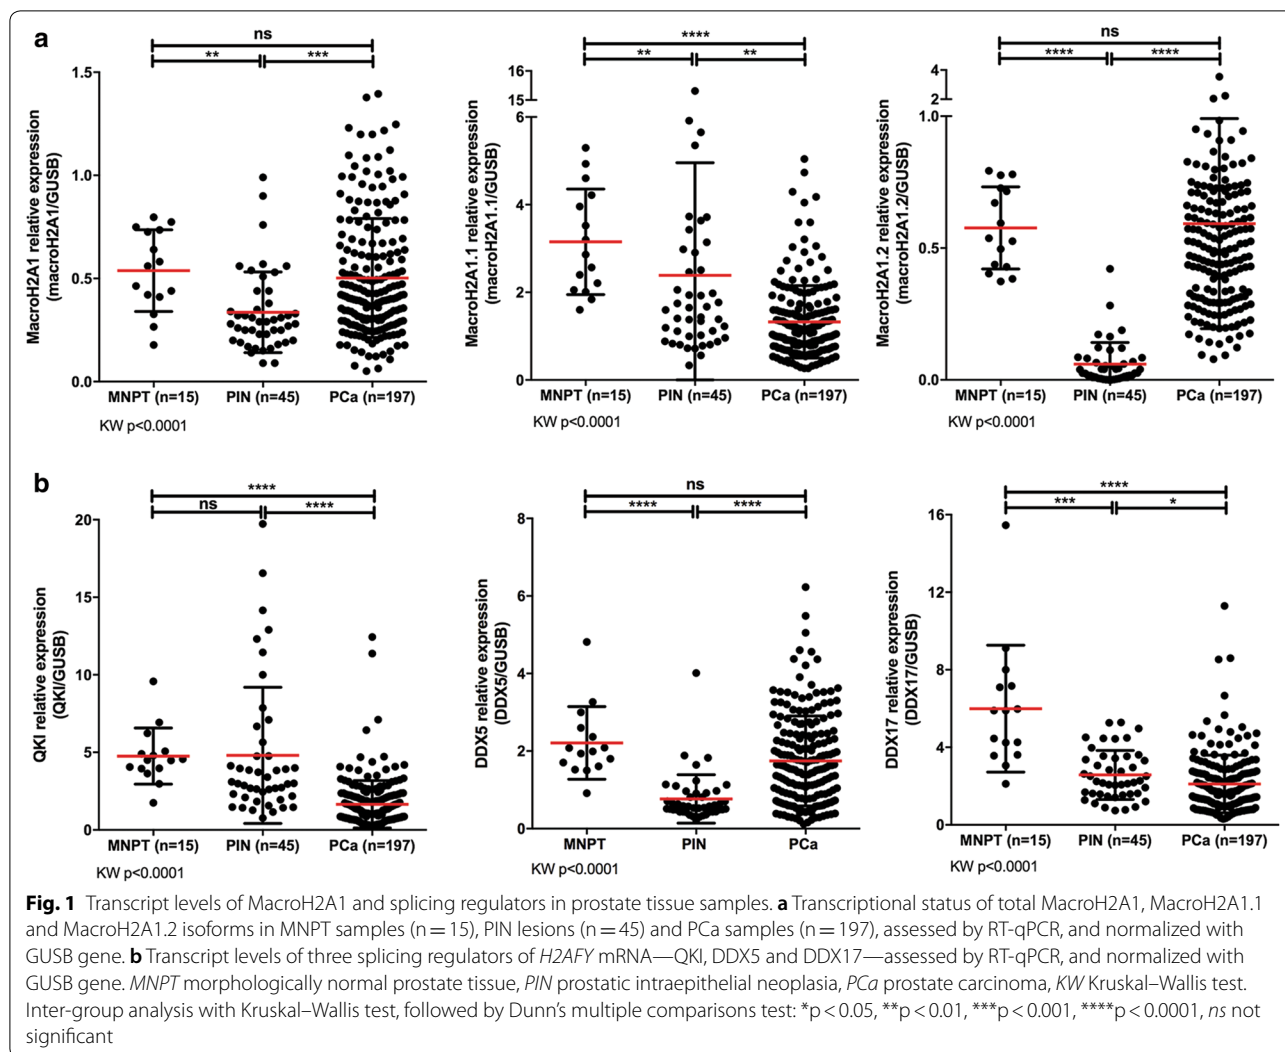 a
ns
**
***
MacroH2A1 relative expression
(macroH2A1/GUSB)
1.5
1.0
0.5
0.0
MNPT (n=15)
PIN (n=45)
PCa (n=197)
KW p<0.0001
****
**
**
MacroH2A1.1 relative expression
(macroH2A1.1/GUSB)
16
15
6
4
2
0
MNPT (n=15)
PIN (n=45)
PCa (n=197)
KW p<0.0001
ns
****
****
MacroH2A1.2 relative expression
(macroH2A1.2/GUSB)
4
2
1.0
0.5
0.0
MNPT (n=15)
PIN (n=45)
PCa (n=197)
KW p<0.0001
b
****
ns
****
QKI relative expression
(QKI/GUSB)
20
15
10
5
0
MNPT (n=15)
PIN (n=45)
PCa (n=197)
KW p<0.0001
ns
****
****
DDX5 relative expression
(DDX5/GUSB)
8
6
4
2
0
MNPT
PIN
PCa
KW p<0.0001
****
***
*
DDX17 relative expression
(DDX17/GUSB)
16
12
8
4
0
MNPT (n=15)
PIN (n=45)
PCa (n=197)
KW p<0.0001
Fig. 1 Transcript levels of MacroH2A1 and splicing regulators in prostate tissue samples. a Transcriptional status of total MacroH2A1, MacroH2A1.1
and MacroH2A1.2 isoforms in MNPT samples (n = 15), PIN lesions (n = 45) and PCa samples (n = 197), assessed by RT-qPCR, and normalized with
GUSB gene. b Transcript levels of three splicing regulators of H2AFY mRNA—QKI, DDX5 and DDX17—assessed by RT-qPCR, and normalized with
GUSB gene. MNPT morphologically normal prostate tissue, PIN prostatic intraepithelial neoplasia, PCa prostate carcinoma, KW Kruskal–Wallis test.
Inter-group analysis with Kruskal–Wallis test, followed by Dunn's multiple comparisons test: *p < 0.05, **p < 0.01, ***p < 0.001, ****p < 0.0001, ns not
significant